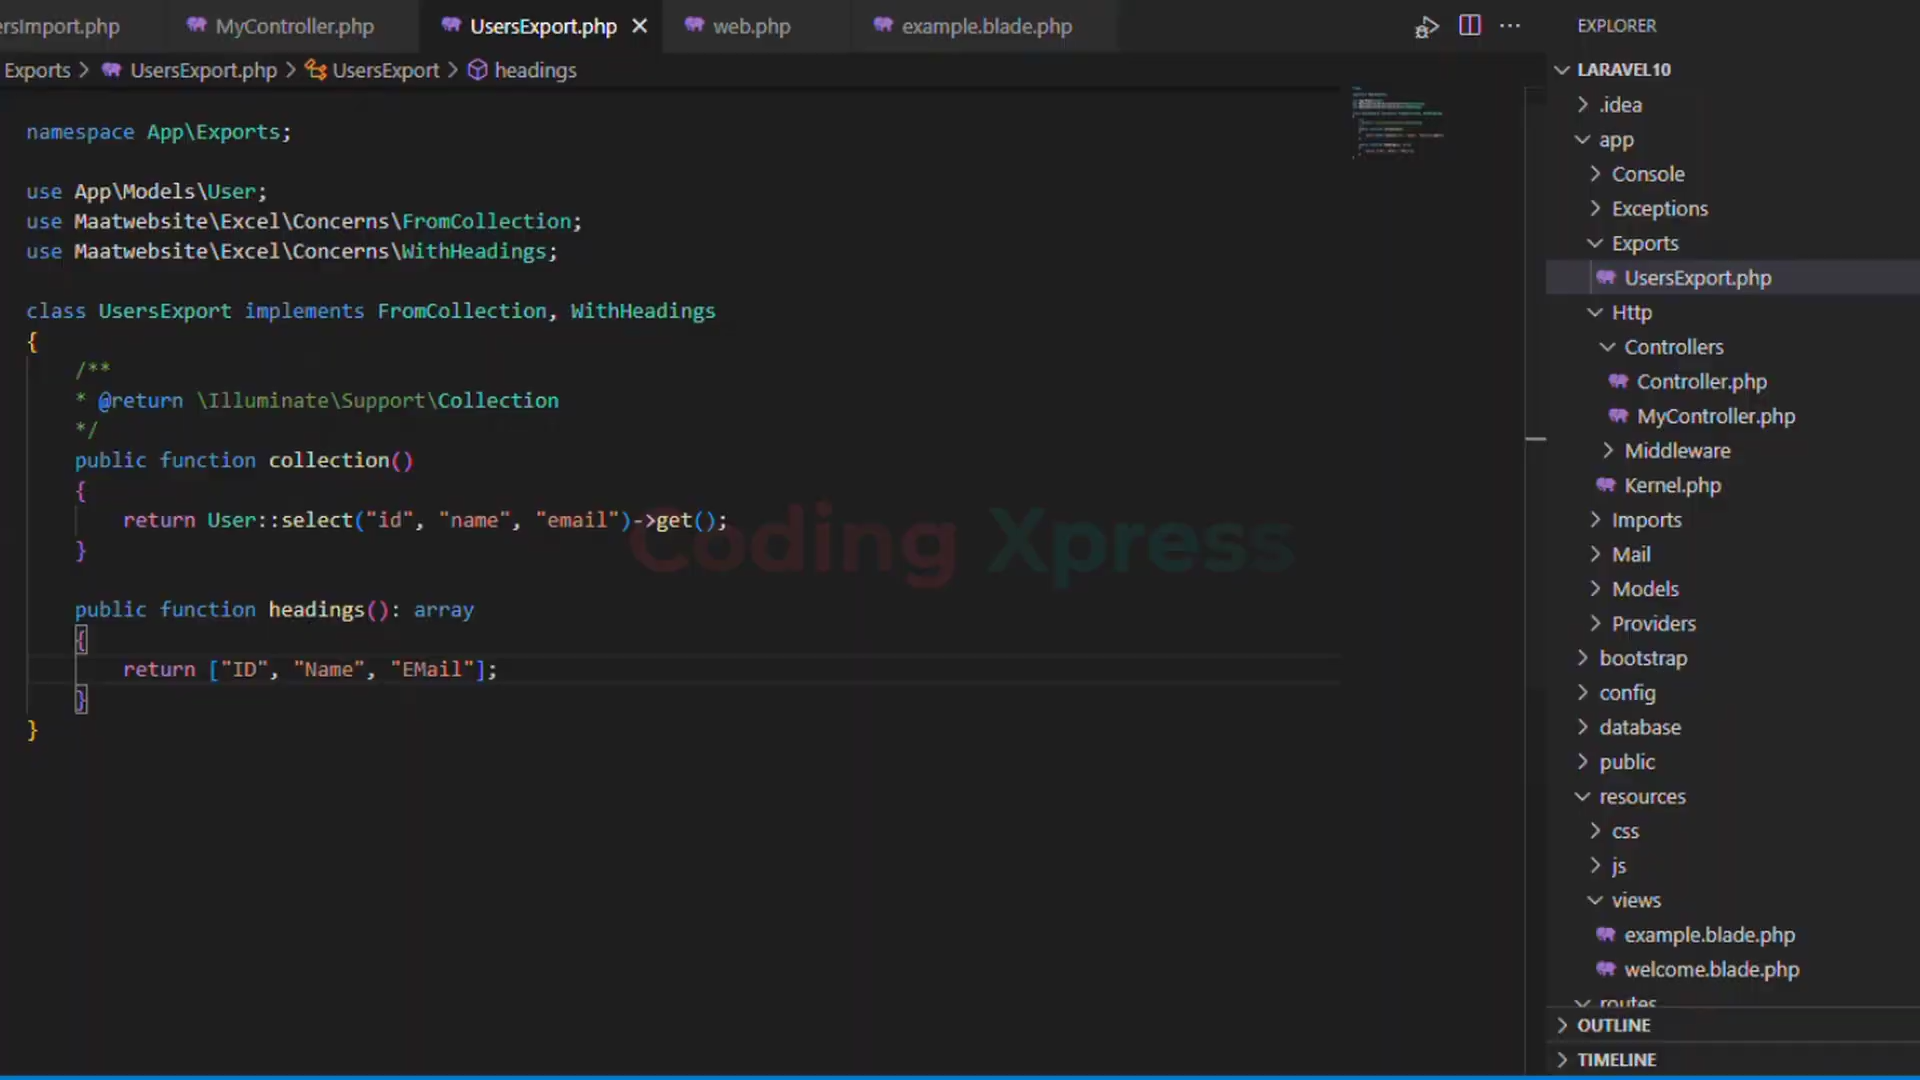 ersImport.php MyController.php UsersExport.php web.php example.blade.php
Exports UsersExport.php UsersExport headings
namespace App\Exports;
use App\Models\User;
use Maatwebsite\Excel\Concerns\FromCollection;
use Maatwebsite\Excel\Concerns\WithHeadings;
class UsersExport implements FromCollection, WithHeadings
{
/**
* @return \Illuminate\Support\Collection
*/
public function collection()
{
return User::select("id", "name", "email")->get();
}
public function headings(): array
{
return ["ID", "Name", "EMail"];
}
}
Coding Xpress
EXPLORER
LARAVEL10
.idea
app
Console
Exceptions
Exports
UsersExport.php
Http
Controllers
Controller.php
MyController.php
Middleware
Kernel.php
Imports
Mail
Models
Providers
bootstrap
config
database
public
resources
css
js
views
example.blade.php
welcome.blade.php
routes
OUTLINE
TIMELINE